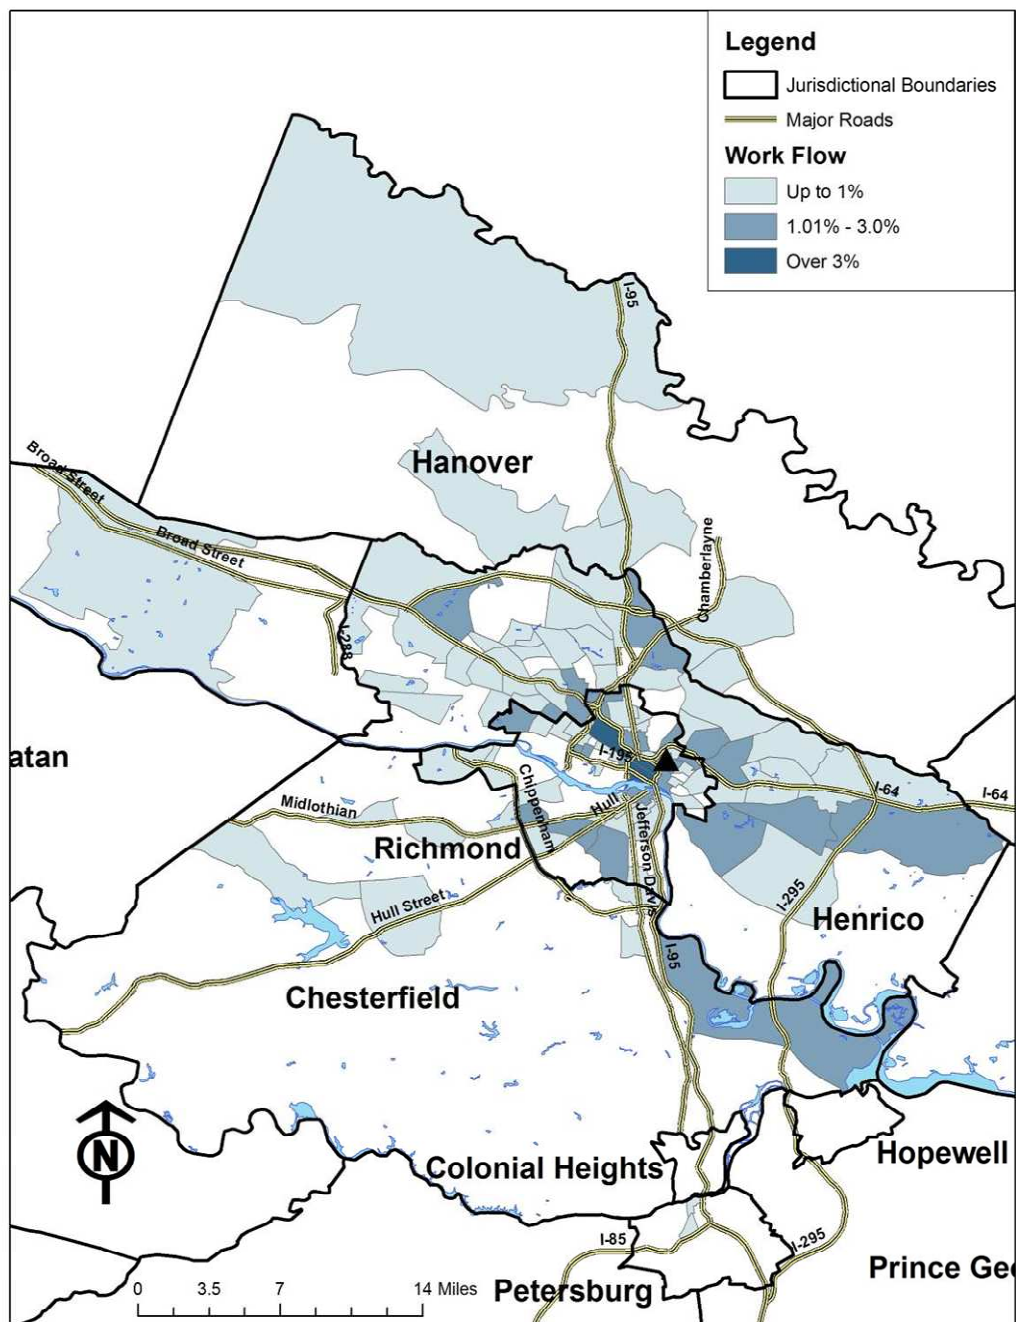 Legend
Jurisdictional Boundaries
Major Roads
Work Flow
Up to 1%
1.01% - 3.0%
Over 3%
I-95
Hanover
Broad Street
Broad Street
Chamberlayne
I-288
atan
I-195
Chippenham
Midlothian
Hull
I-64
I-64
Richmond
Jefferson Davis
I-295
Hull Street
Henrico
I-95
Chesterfield
N
Hopewell
Colonial Heights
I-85
I-295
Prince Geo
0 3.5 7 14 Miles
Petersburg